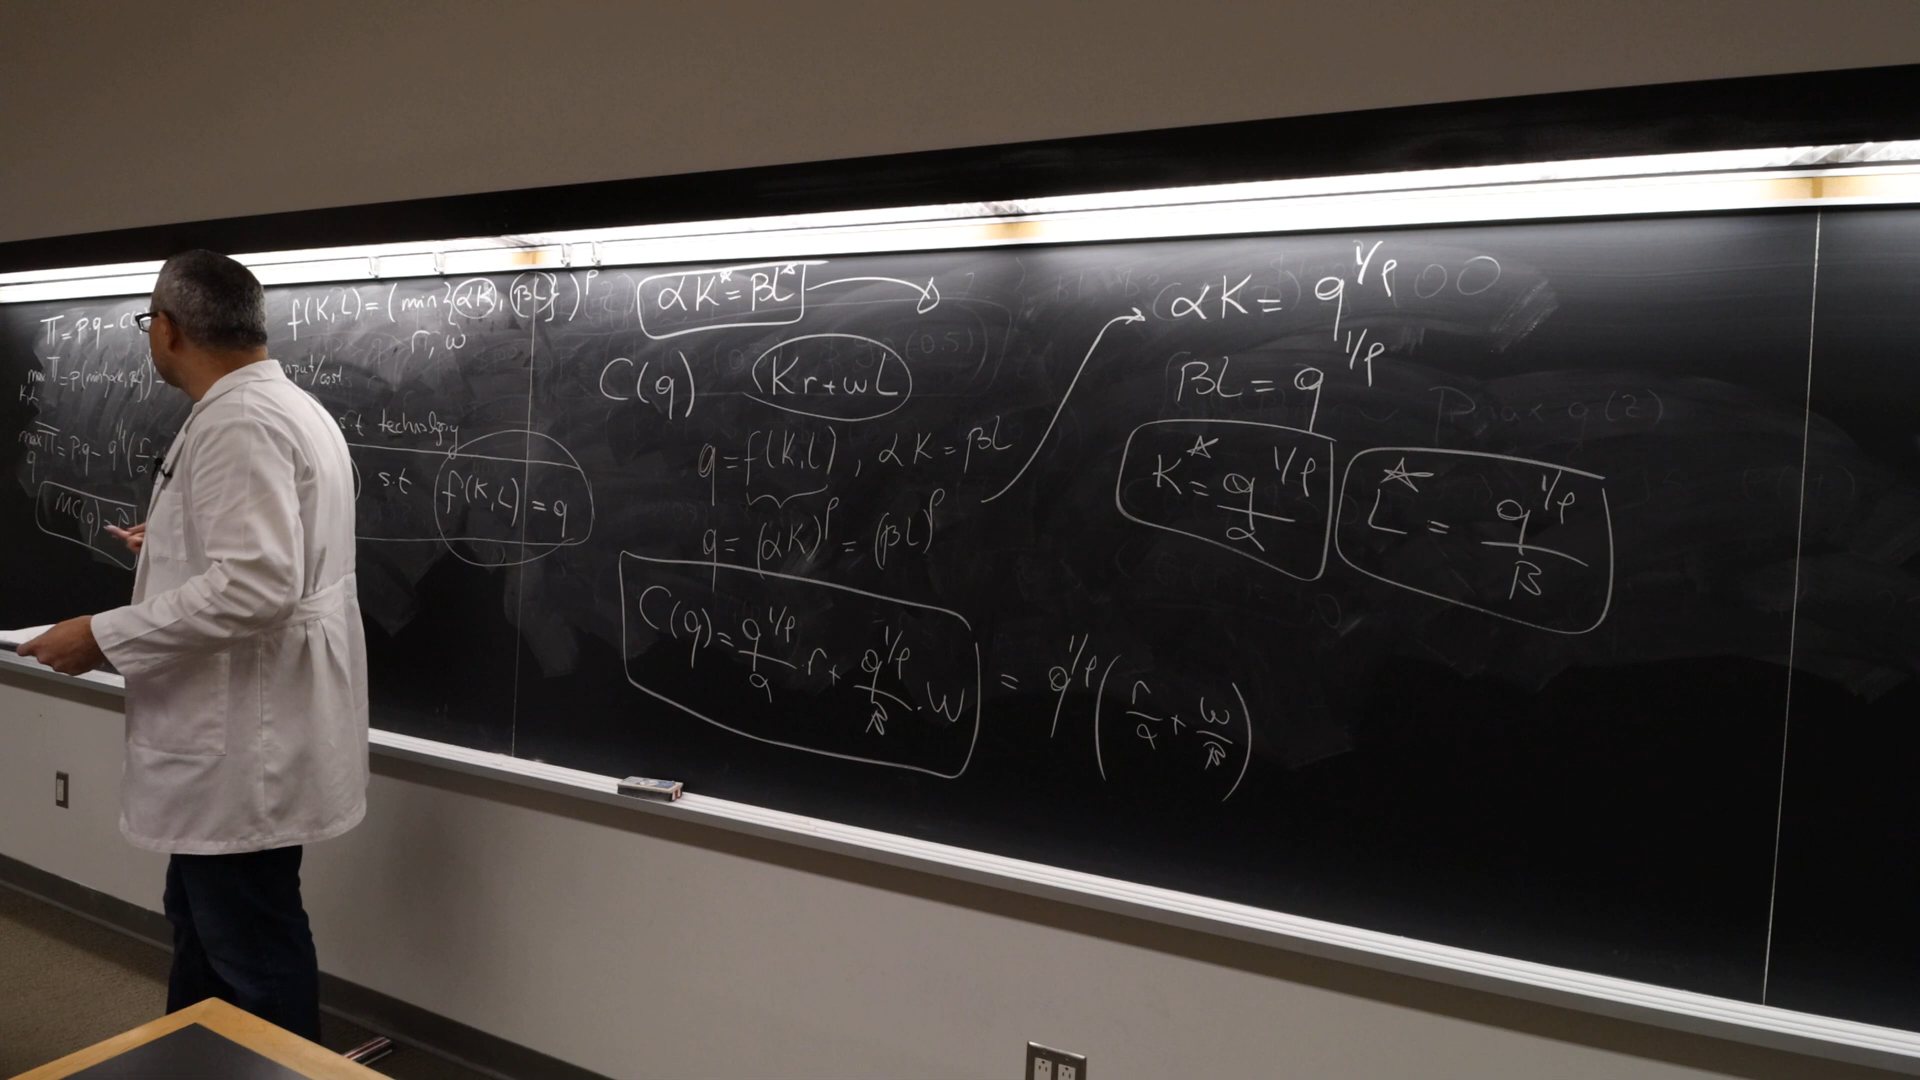 Π = p.q - C(
max Π = p(min{αK, βL})
K,L
max Π = p.q - q^1/ρ (r/α
q
MC(q) =
f(K,L) = (min{αK, βL})^ρ
r, w
input/cost
s.t technology
s.t f(K,L) = q
αK* = βL*
C(q) Kr+wL
q = f(K,L), αK = βL
q = (αK)^ρ = (βL)^ρ
C(q) = q^1/ρ/α . r + q^1/ρ/β . w = q^1/ρ (r/α + w/β)
αK = q^1/ρ
βL = q^1/ρ
K* = q^1/ρ/α
L* = q^1/ρ/β